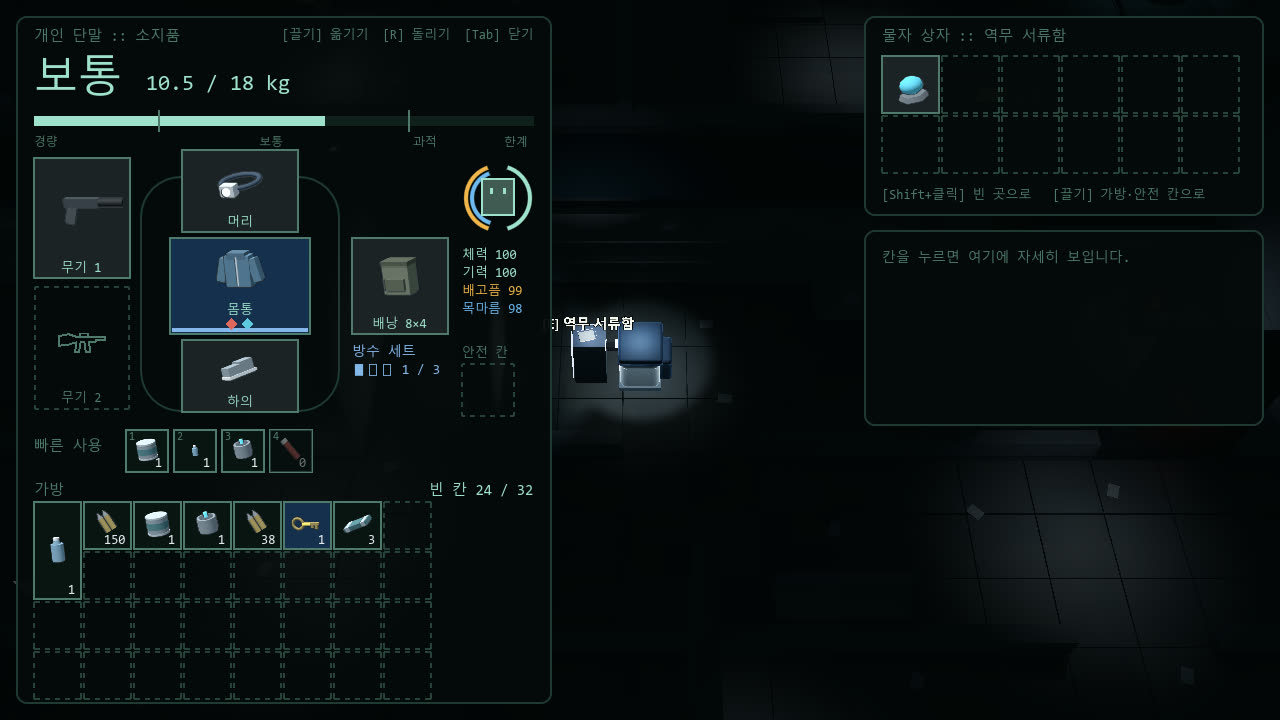 개인 단말 :: 소지품
[끌기] 옮기기 [R] 돌리기 [Tab] 닫기
보통 10.5 / 18 kg
경량 보통 과적 한계
무기 1
무기 2
머리
몸통
하의
배낭 8×4
방수 세트
1 / 3
체력 100
기력 100
배고픔 99
목마름 98
안전 칸
빠른 사용
1 1
2 1
3 1
4 0
가방
빈 칸 24 / 32
1 150 1 1 38 1 3
물자 상자 :: 역무 서류함
[Shift+클릭] 빈 곳으로 [끌기] 가방·안전 칸으로
칸을 누르면 여기에 자세히 보입니다.
역무 서류함